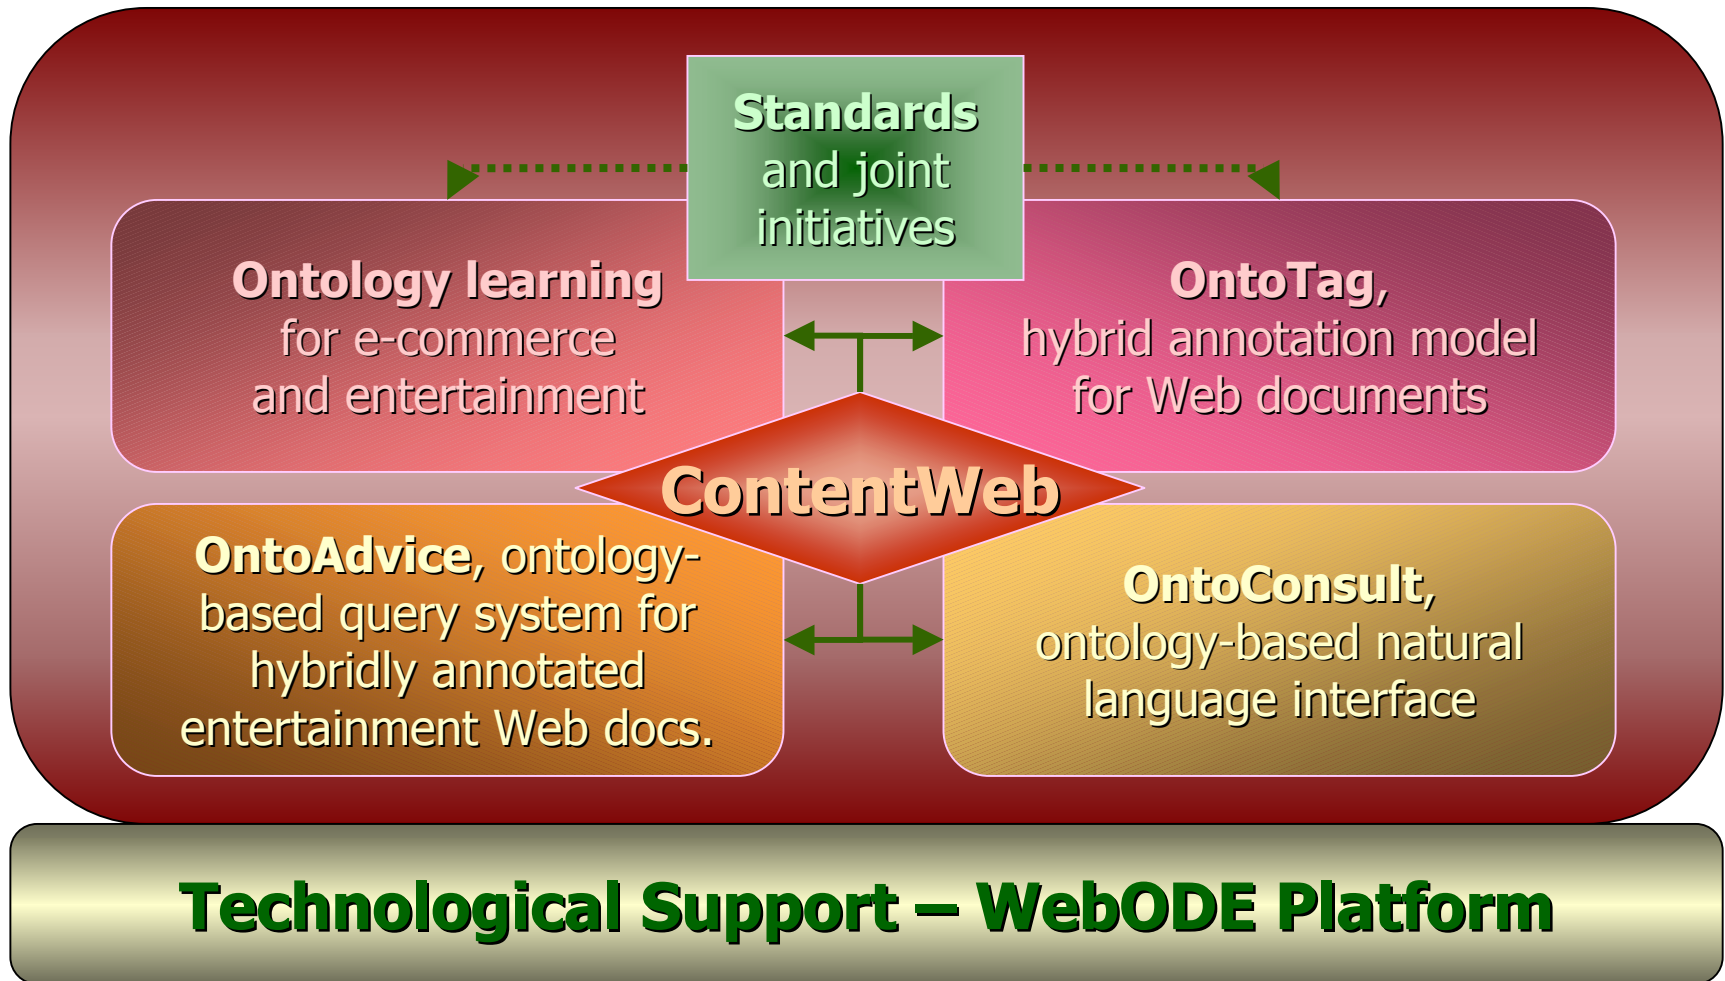 Standards
and joint
initiatives
Ontology learning
for e-commerce
and entertainment
OntoTag,
hybrid annotation model
for Web documents
ContentWeb
OntoAdvice, ontology-
based query system for
hybridly annotated
entertainment Web docs.
OntoConsult,
ontology-based natural
language interface
Technological Support – WebODE Platform